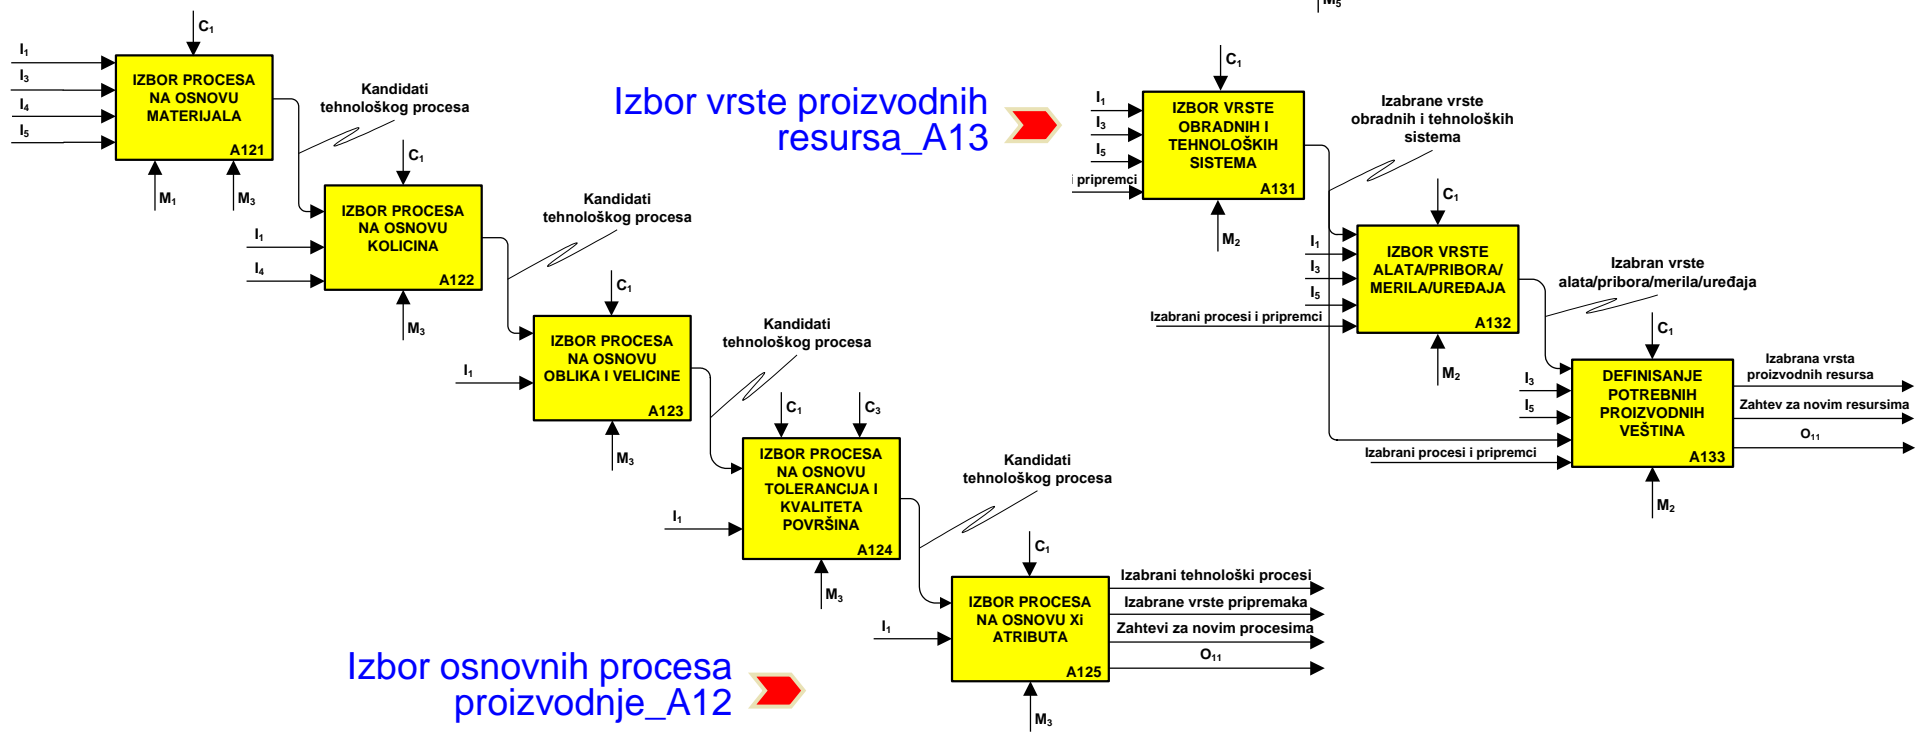 M₅
C₁
I₁
I₃
I₄
I₅
IZBOR PROCESA
NA OSNOVU
MATERIJALA
A121
M₁
M₃
Kandidati
tehnološkog procesa
C₁
I₁
I₄
IZBOR PROCESA
NA OSNOVU
KOLICINA
A122
M₃
Kandidati
tehnološkog procesa
C₁
I₁
IZBOR PROCESA
NA OSNOVU
OBLIKA I VELICINE
A123
M₃
Kandidati
tehnološkog procesa
C₁
C₃
I₁
IZBOR PROCESA
NA OSNOVU
TOLERANCIJA I
KVALITETA
POVRŠINA
A124
M₃
Kandidati
tehnološkog procesa
C₁
I₁
IZBOR PROCESA
NA OSNOVU Xi
ATRIBUTA
A125
M₃
Izabrani tehnološki procesi
Izabrane vrste pripremaka
Zahtevi za novim procesima
O₁₁
Izbor osnovnih procesa
proizvodnje_A12
Izbor vrste proizvodnih
resursa_A13
C₁
I₁
I₃
I₅
i pripremci
IZBOR VRSTE
OBRADNIH I
TEHNOLOŠKIH
SISTEMA
A131
M₂
Izabrane vrste
obradnih i tehnoloških
sistema
C₁
I₁
I₃
I₅
Izabrani procesi i pripremci
IZBOR VRSTE
ALATA/PRIBORA/
MERILA/UREĐAJA
A132
M₂
Izabran vrste
alata/pribora/merila/uređaja
C₁
I₃
I₅
Izabrani procesi i pripremci
DEFINISANJE
POTREBNIH
PROIZVODNIH
VEŠTINA
A133
M₂
Izabrana vrsta
proizvodnih resursa
Zahtev za novim resursima
O₁₁